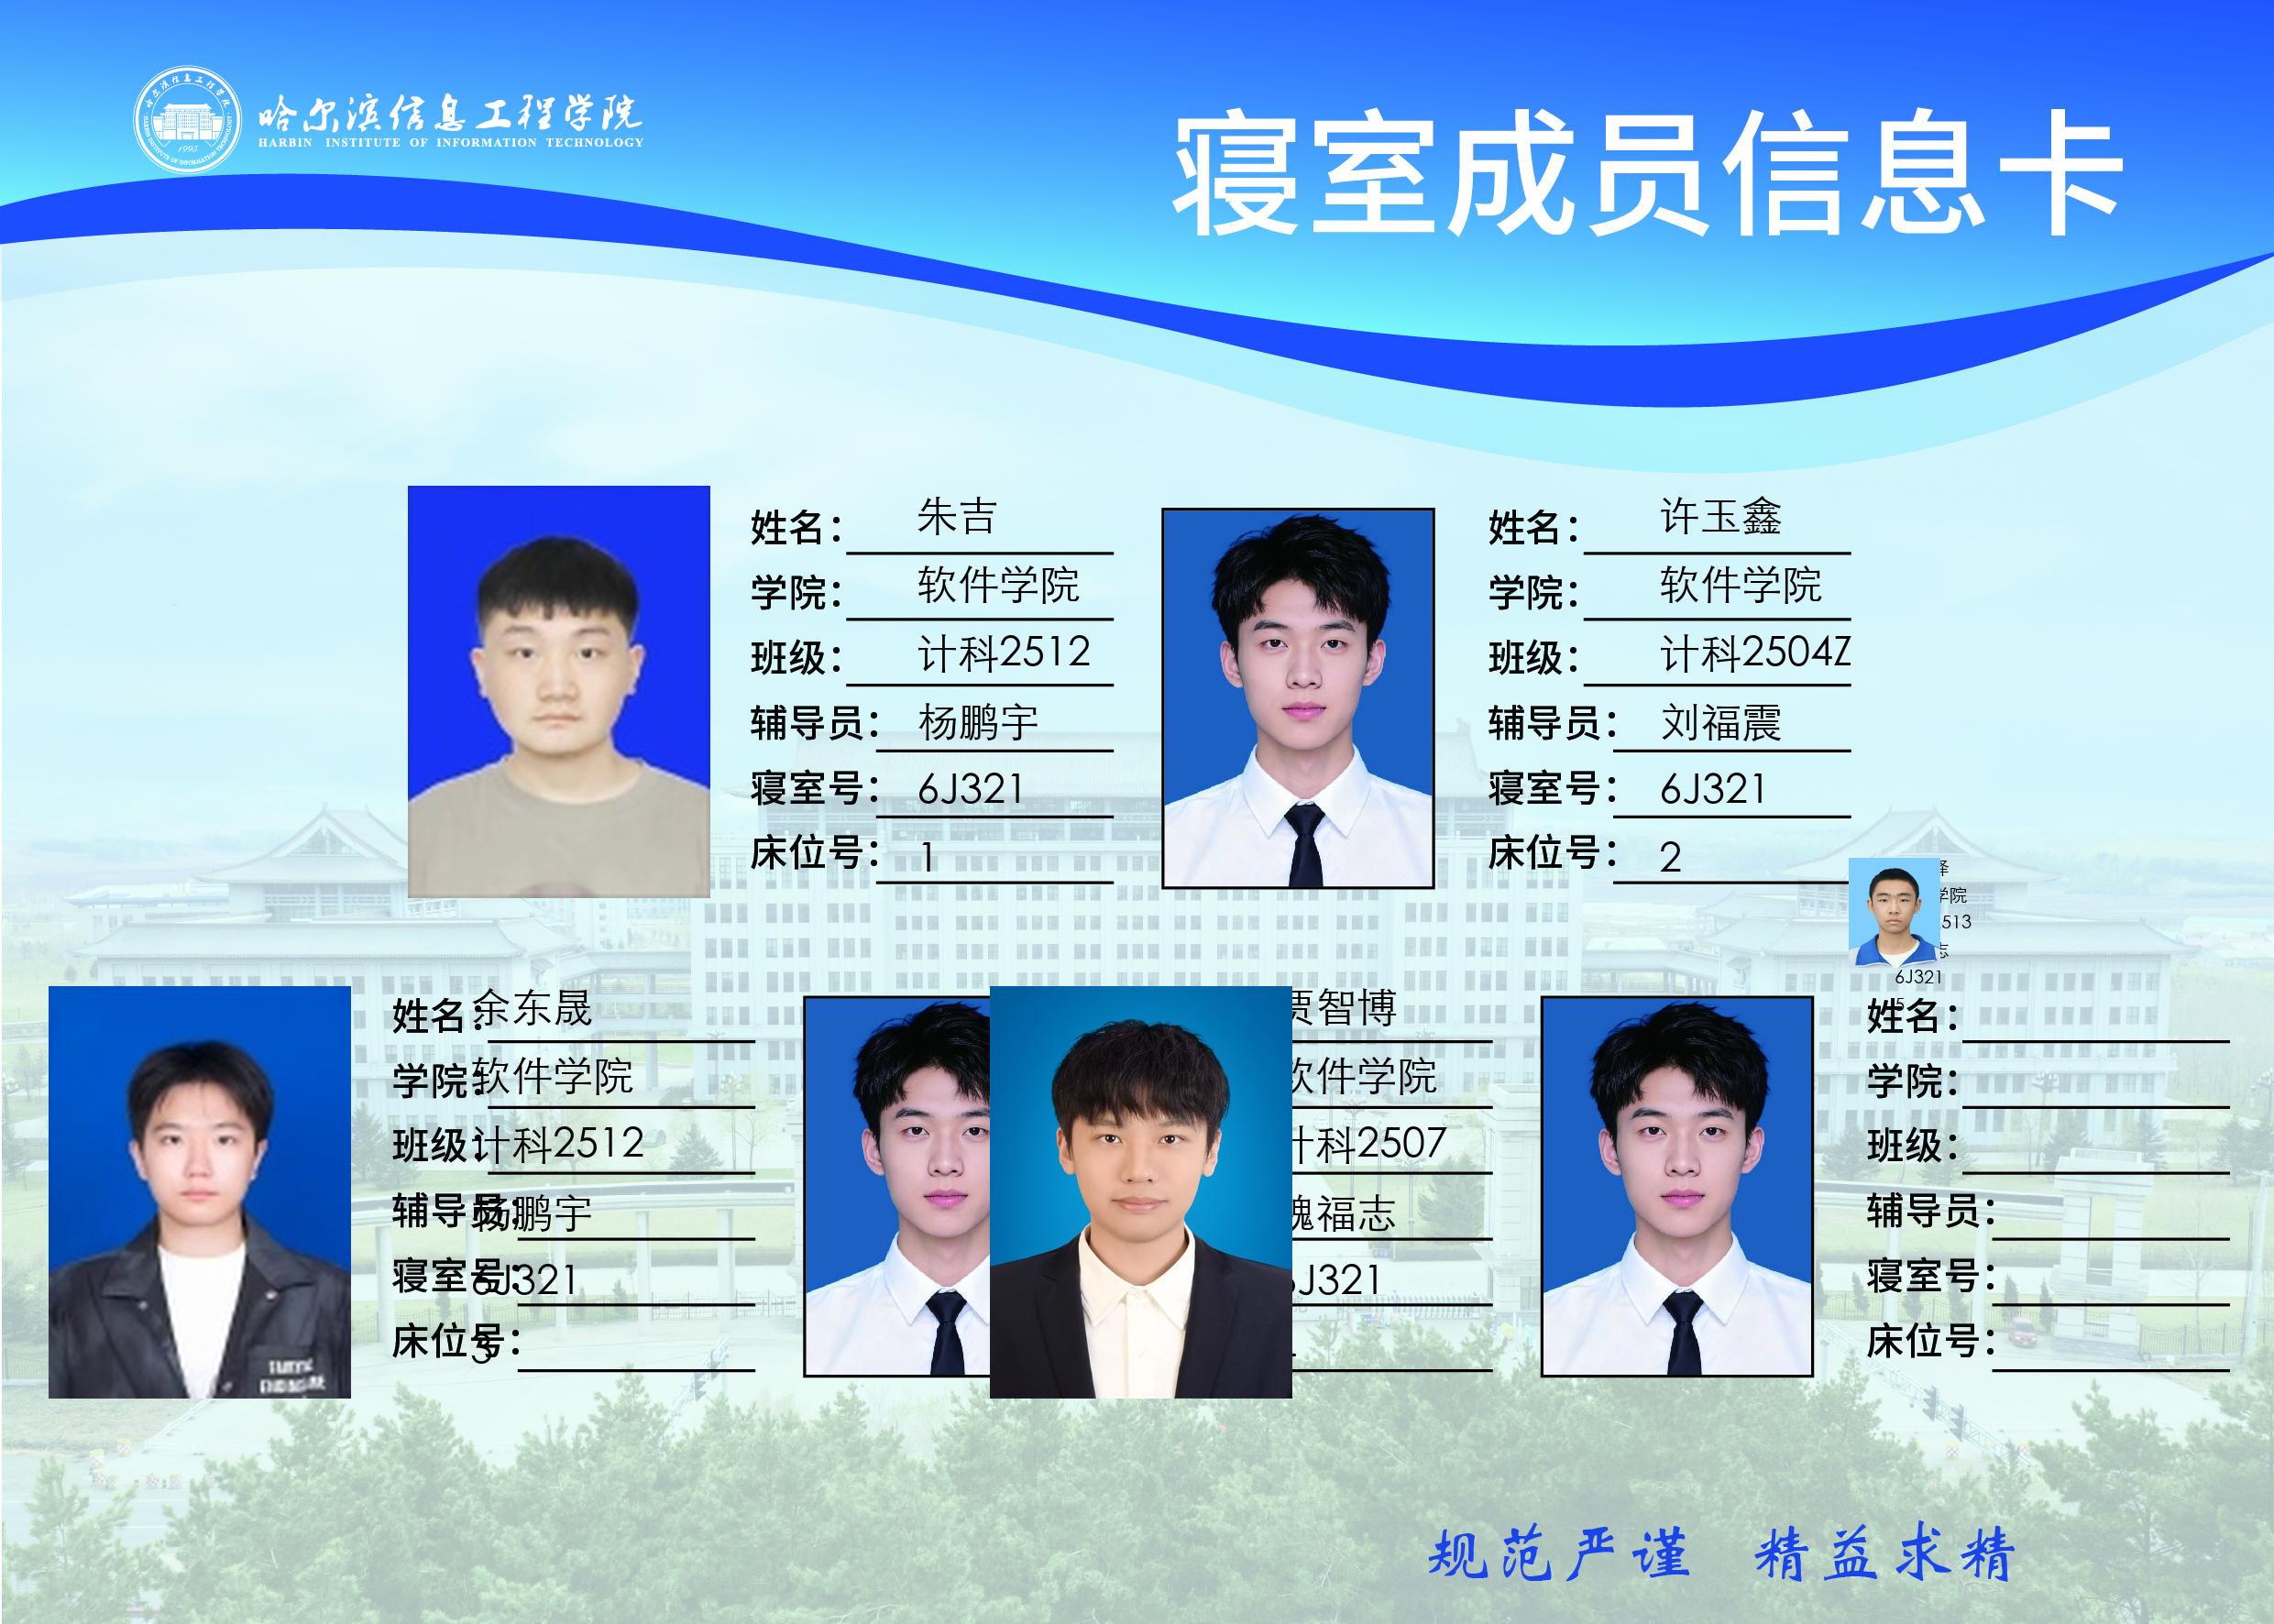 哈尔滨信息工程学院
HARBIN INSTITUTE OF INFORMATION TECHNOLOGY
1995
寝室成员信息卡
姓名： 朱吉
学院： 软件学院
班级： 计科2512
辅导员： 杨鹏宇
寝室号： 6J321
床位号： 1
姓名： 许玉鑫
学院： 软件学院
班级： 计科2504Z
辅导员： 刘福震
寝室号： 6J321
床位号： 2
学院
513
志
6J321
姓名： 余东晟
学院： 软件学院
班级： 计科2512
辅导员： 杨鹏宇
寝室号： 6J321
床位号： 3
贾智博
软件学院
计科2507
魏福志
6J321
姓名：
学院：
班级：
辅导员：
寝室号：
床位号：
规范严谨 精益求精